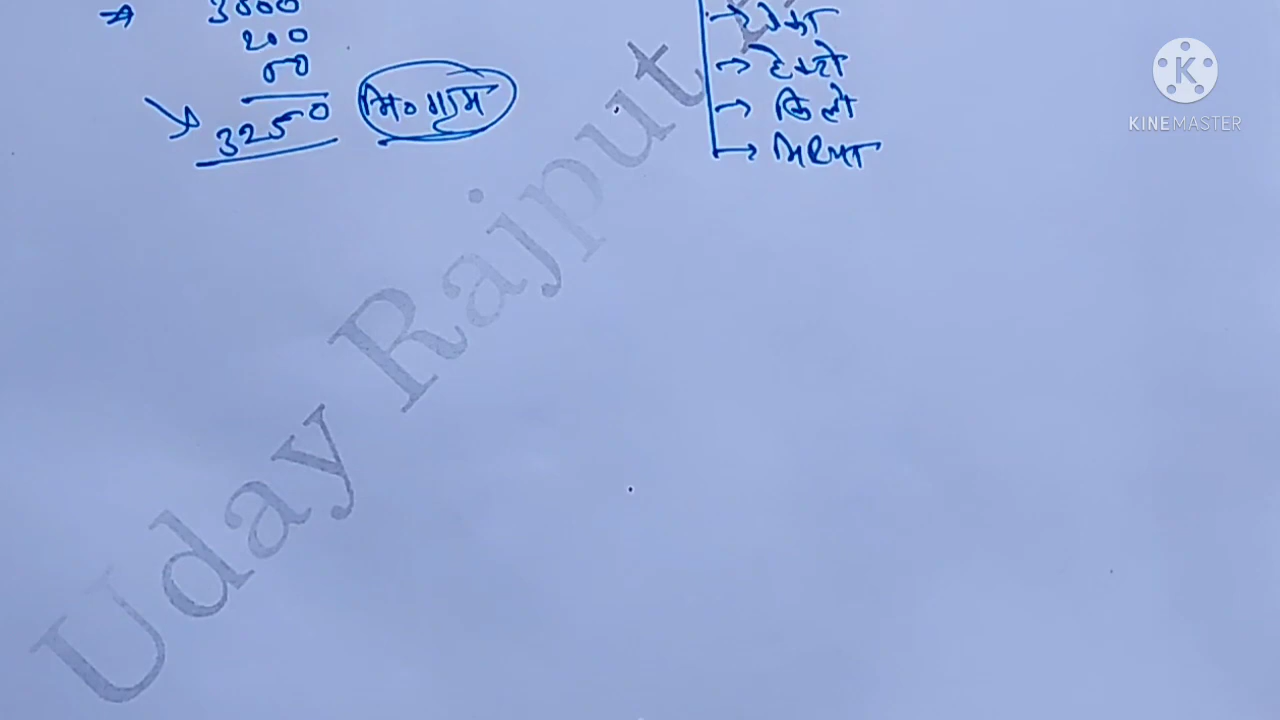 ⇒ 3000
200
50
↘ 3250 मि० ग्राम
→ डेका
→ हेक्टो
→ किलो
→ मिरिया
Uday Rajput
KINEMASTER